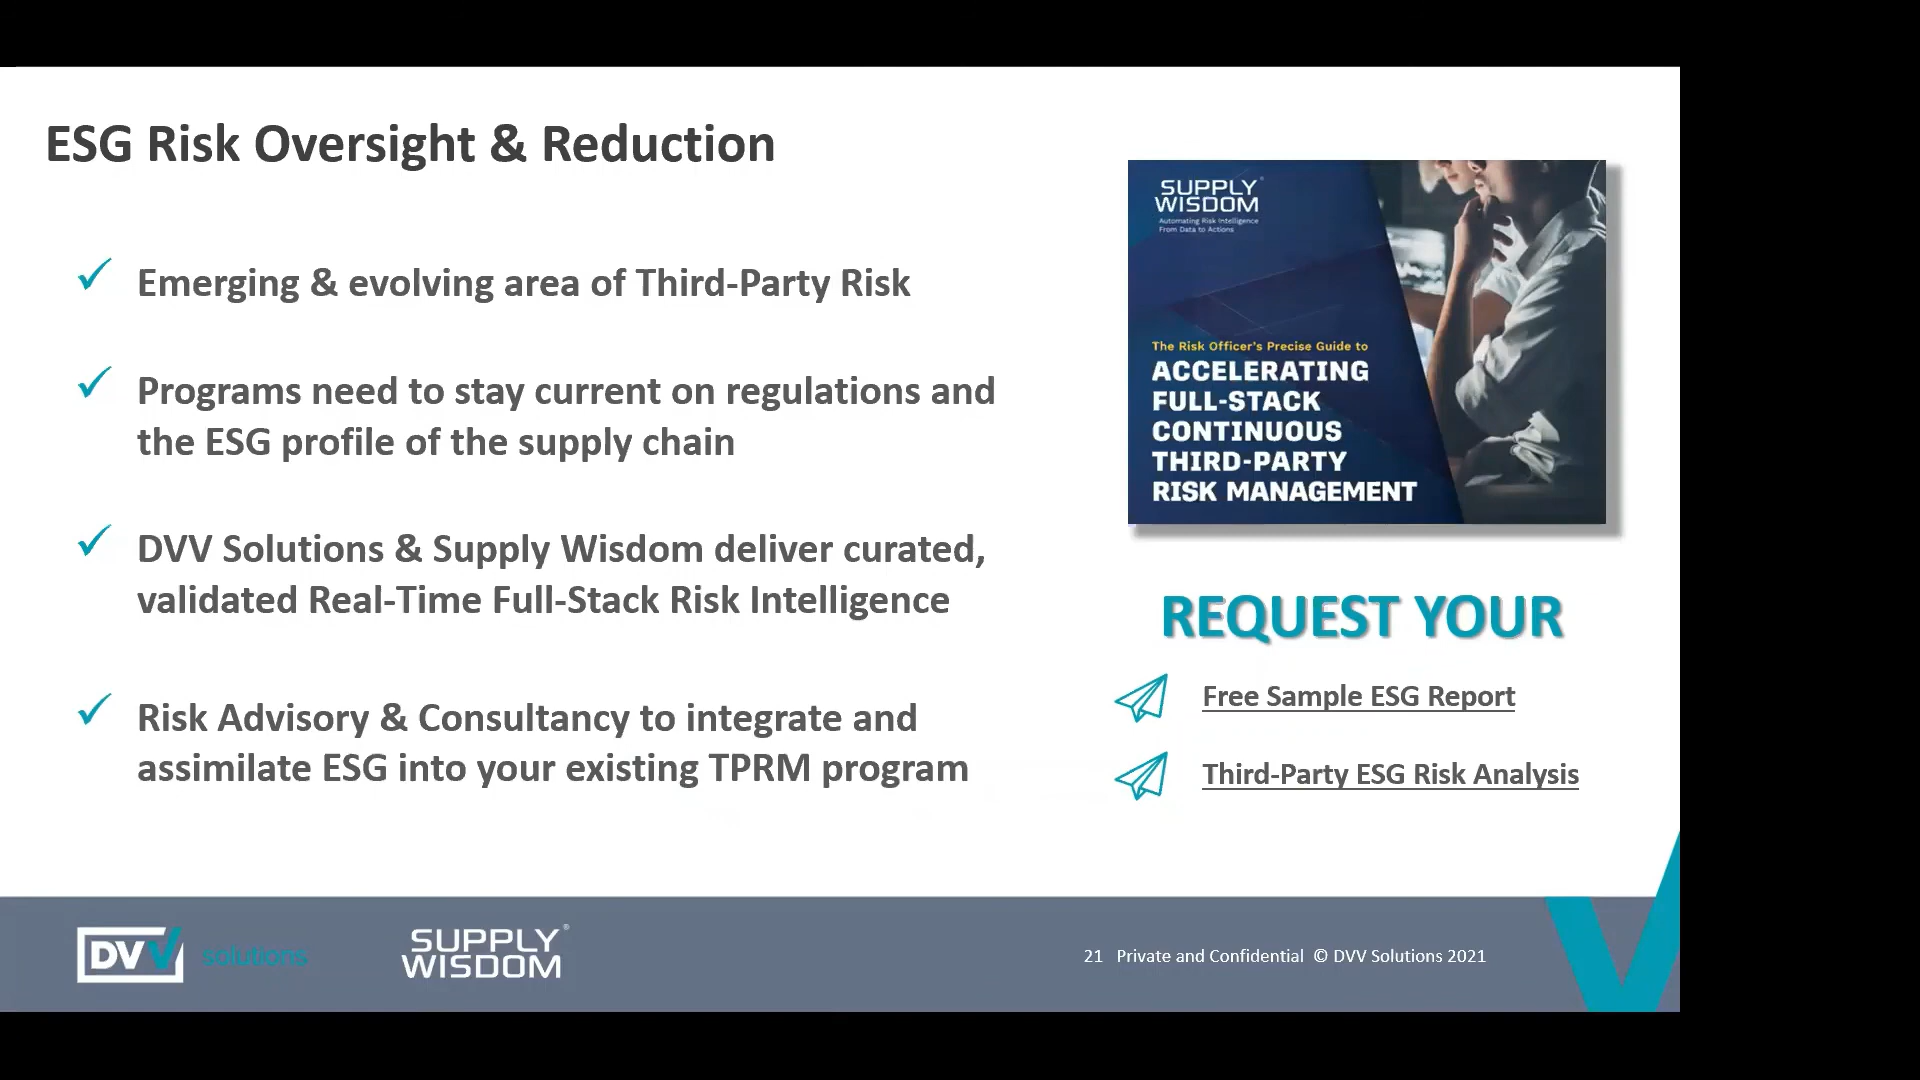 ESG Risk Oversight & Reduction
Emerging & evolving area of Third-Party Risk
Programs need to stay current on regulations and
the ESG profile of the supply chain
DVV Solutions & Supply Wisdom deliver curated,
validated Real-Time Full-Stack Risk Intelligence
Risk Advisory & Consultancy to integrate and
assimilate ESG into your existing TPRM program
SUPPLY
WISDOM®
Automating Risk Intelligence
From Data to Actions
The Risk Officer's Precise Guide to
ACCELERATING
FULL-STACK
CONTINUOUS
THIRD-PARTY
RISK MANAGEMENT
REQUEST YOUR
Free Sample ESG Report
Third-Party ESG Risk Analysis
DVV solutions
SUPPLY
WISDOM®
21 Private and Confidential © DVV Solutions 2021